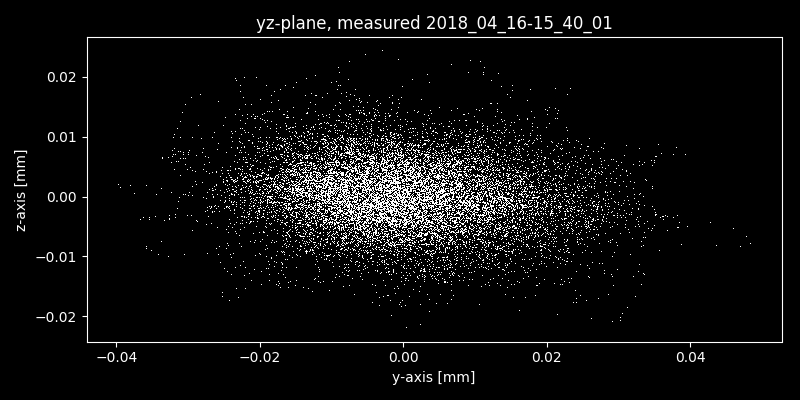 yz-plane, measured 2018_04_16-15_40_01
z-axis [mm]
0.02
0.01
0.00
−0.01
−0.02
−0.04 −0.02 0.00 0.02 0.04
y-axis [mm]